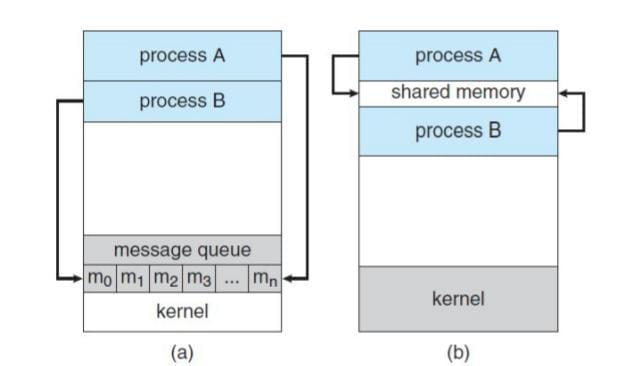 process A
process B
message queue
m₀ m₁ m₂ m₃ ... mₙ
kernel
(a)
process A
shared memory
process B
kernel
(b)